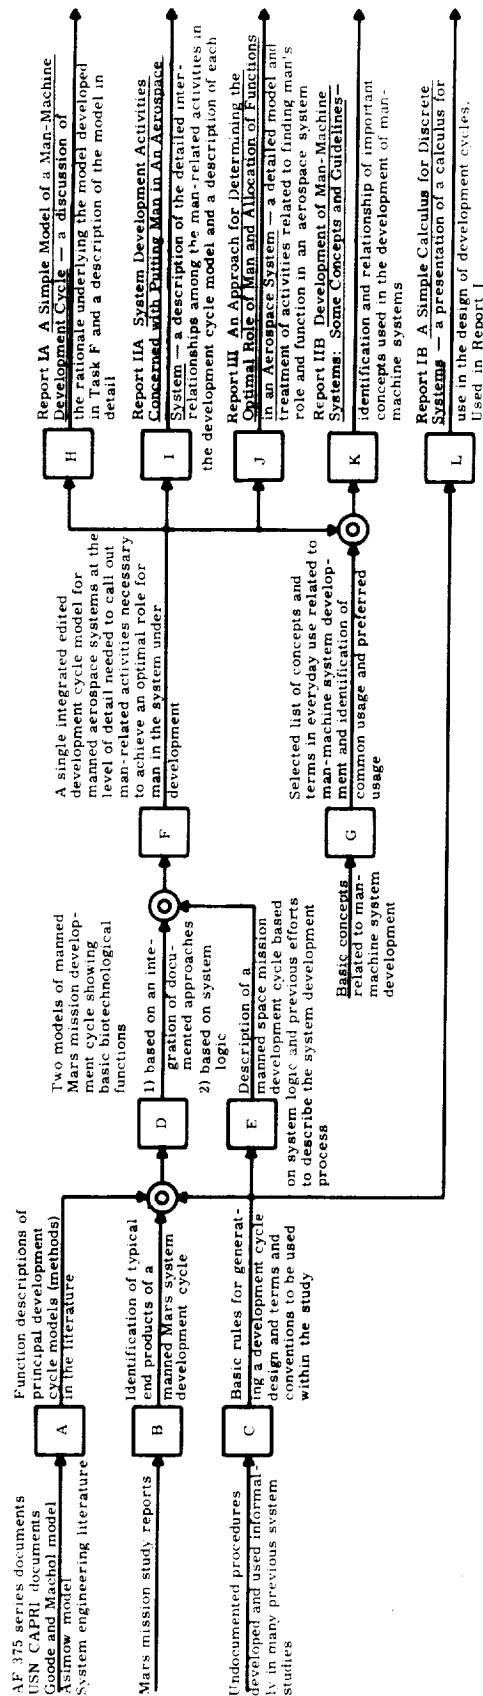 AF 375 series documents
USN CAPRI documents
Goode and Machol model
Asimow model
System engineering literature
A
Function descriptions of
principal development
cycle models (methods)
in the literature
Mars mission study reports
B
Identification of typical
end products of a
manned Mars system
development cycle
Undocumented procedures
developed and used informal-
ly in many previous system
studies
C
Basic rules for generat-
ing a development cycle
design and terms and
conventions to be used
within the study
D
Two models of manned
Mars mission develop-
ment cycle showing
basic biotechnological
functions
1) based on an inte-
gration of docu-
mented approaches
2) based on system
logic
E
Description of a
manned space mission
development cycle based
on system logic and previous efforts
to describe the system development
process
F
A single integrated edited
development cycle model for
manned aerospace systems at the
level of detail needed to call out
man-related activities necessary
to achieve an optimal role for
man in the system under
development
Basic concepts
related to man-
machine system
development
G
Selected list of concepts and
terms in everyday use related to
man-machine system develop-
ment and identification of
common usage and preferred
usage
H
Report IA A Simple Model of a Man-Machine
Development Cycle — a discussion of
the rationale underlying the model developed
in Task F and a description of the model in
detail
I
Report IIA System Development Activities
Concerned with Putting Man in An Aerospace
System — a description of the detailed inter-
relationships among the man-related activities in
the development cycle model and a description of each
J
Report III An Approach for Determining the
Optimal Role of Man and Allocation of Functions
in an Aerospace System — a detailed model and
treatment of activities related to finding man's
role and function in an aerospace system
K
Report IIB Development of Man-Machine
Systems: Some Concepts and Guidelines—
identification and relationship of important
concepts used in the development of man-
machine systems
L
Report IB A Simple Calculus for Discrete
Systems — a presentation of a calculus for
use in the design of development cycles.
Used in Report I